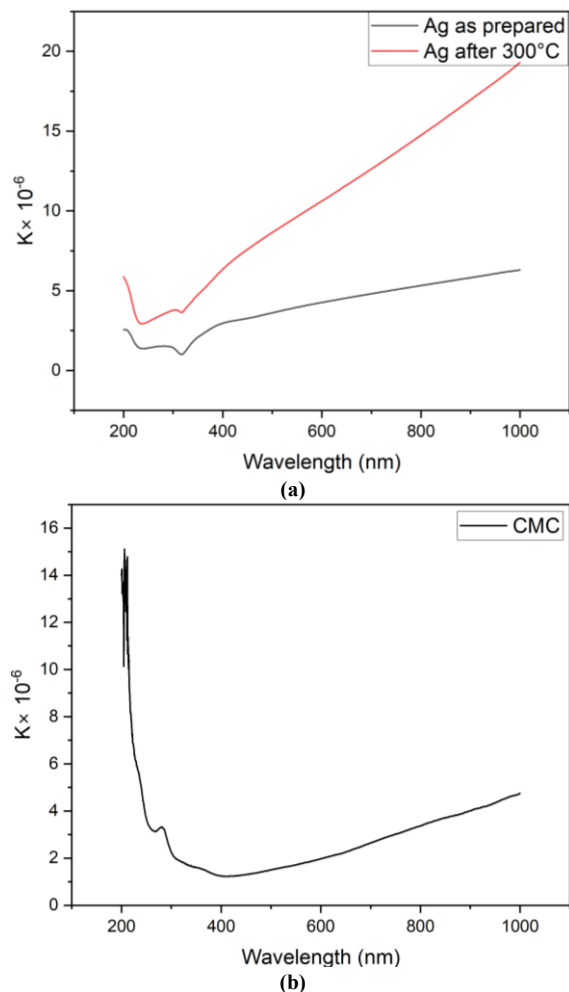 Ag as prepared
Ag after 300°C
K× 10⁻⁶
20
15
10
5
0
200 400 600 800 1000
Wavelength (nm)
(a)
CMC
K× 10⁻⁶
16
14
12
10
8
6
4
2
0
200 400 600 800 1000
Wavelength (nm)
(b)